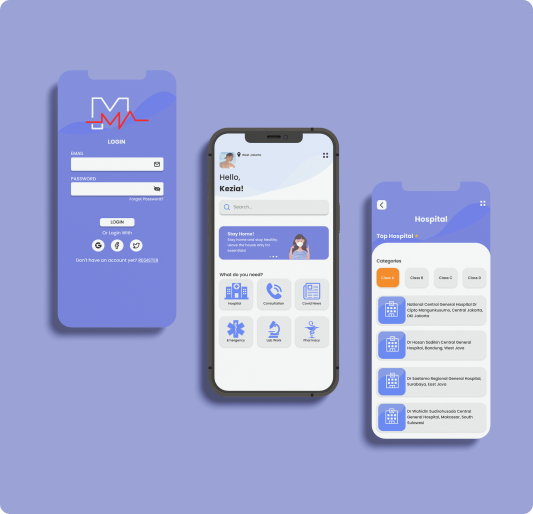 MA
LOGIN
EMAIL
PASSWORD
Forgot Password?
LOGIN
Or Login With
Don't have an account yet? REGISTER
West Jakarta
Hello,
Kezia!
Search...
Stay Home!
Stay home and stay healthy,
leave the house only for
essentials!
What do you need?
Hospital
Consultation
Covid News
Emergency
Lab Work
Pharmacy
Hospital
Top Hospital
Categories
Class A
Class B
Class C
Class D
National Central General Hospital Dr
Cipto Mangunkusumo, Central Jakarta,
DKI Jakarta
Dr Hasan Sadikin Central General
Hospital, Bandung, West Java
Dr Soetomo Regional General Hospital,
Surabaya, East Java
Dr Wahidin Sudirohusodo Central
General Hospital, Makassar, South
Sulawesi